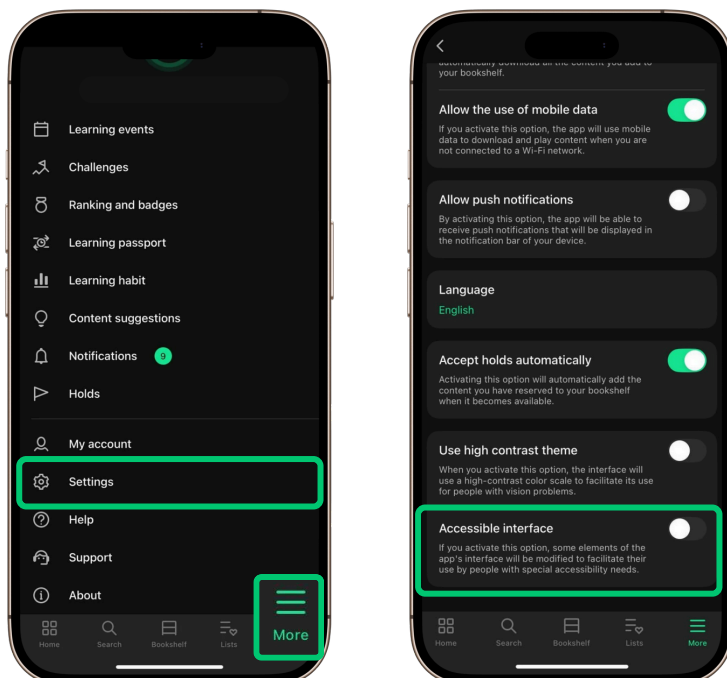 Learning events
Challenges
Ranking and badges
Learning passport
Learning habit
Content suggestions
Notifications 9
Holds
My account
Settings
Help
Support
About
Home Search Bookshelf Lists More
automatically download all the content you add to
your bookshelf.
Allow the use of mobile data
If you activate this option, the app will use mobile
data to download and play content when you are
not connected to a Wi-Fi network.
Allow push notifications
By activating this option, the app will be able to
receive push notifications that will be displayed in
the notification bar of your device.
Language
English
Accept holds automatically
Activating this option will automatically add the
content you have reserved to your bookshelf
when it becomes available.
Use high contrast theme
When you activate this option, the interface will
use a high-contrast color scale to facilitate its use
for people with vision problems.
Accessible interface
If you activate this option, some elements of the
app's interface will be modified to facilitate their
use by people with special accessibility needs.
Home Search Bookshelf Lists More